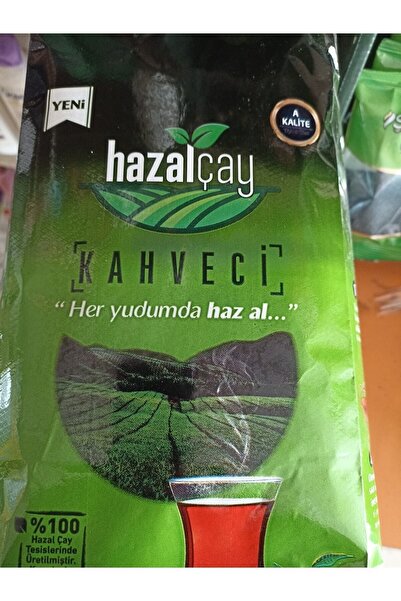 YENİ
A
KALİTE
hazalçay
KAHVECİ
“Her yudumda haz al...”
%100
Hazal Çay
Tesislerinde
Üretilmiştir.